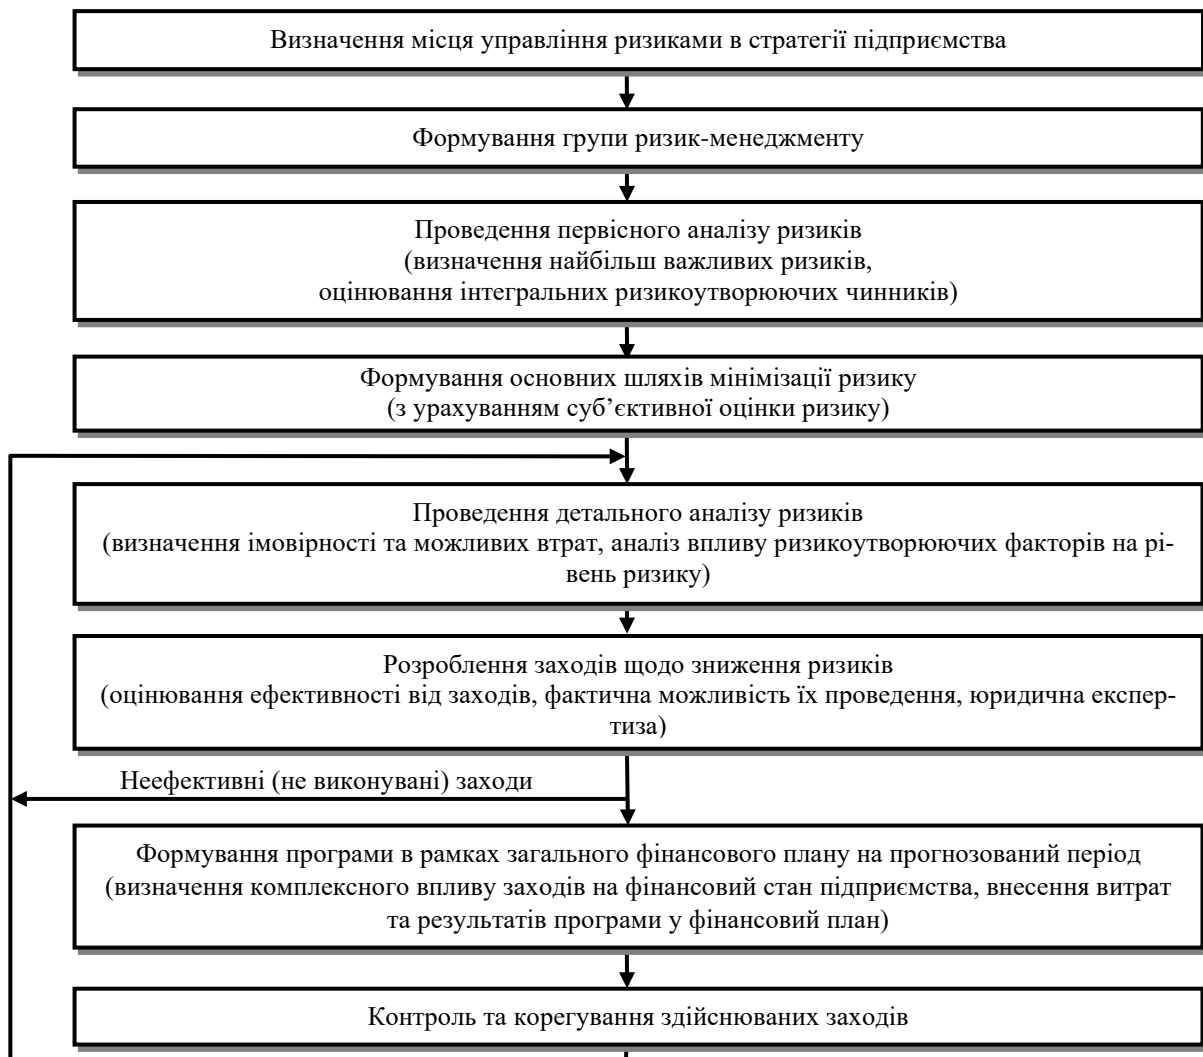 Визначення місця управління ризиками в стратегії підприємства
Формування групи ризик-менеджменту
Проведення первісного аналізу ризиків
(визначення найбільш важливих ризиків,
оцінювання інтегральних ризикоутворюючих чинників)
Формування основних шляхів мінімізації ризику
(з урахуванням суб’єктивної оцінки ризику)
Проведення детального аналізу ризиків
(визначення імовірності та можливих втрат, аналіз впливу ризикоутворюючих факторів на рі-
вень ризику)
Розроблення заходів щодо зниження ризиків
(оцінювання ефективності від заходів, фактична можливість їх проведення, юридична експер-
тиза)
Неефективні (не виконувані) заходи
Формування програми в рамках загального фінансового плану на прогнозований період
(визначення комплексного впливу заходів на фінансовий стан підприємства, внесення витрат
та результатів програми у фінансовий план)
Контроль та корегування здійснюваних заходів